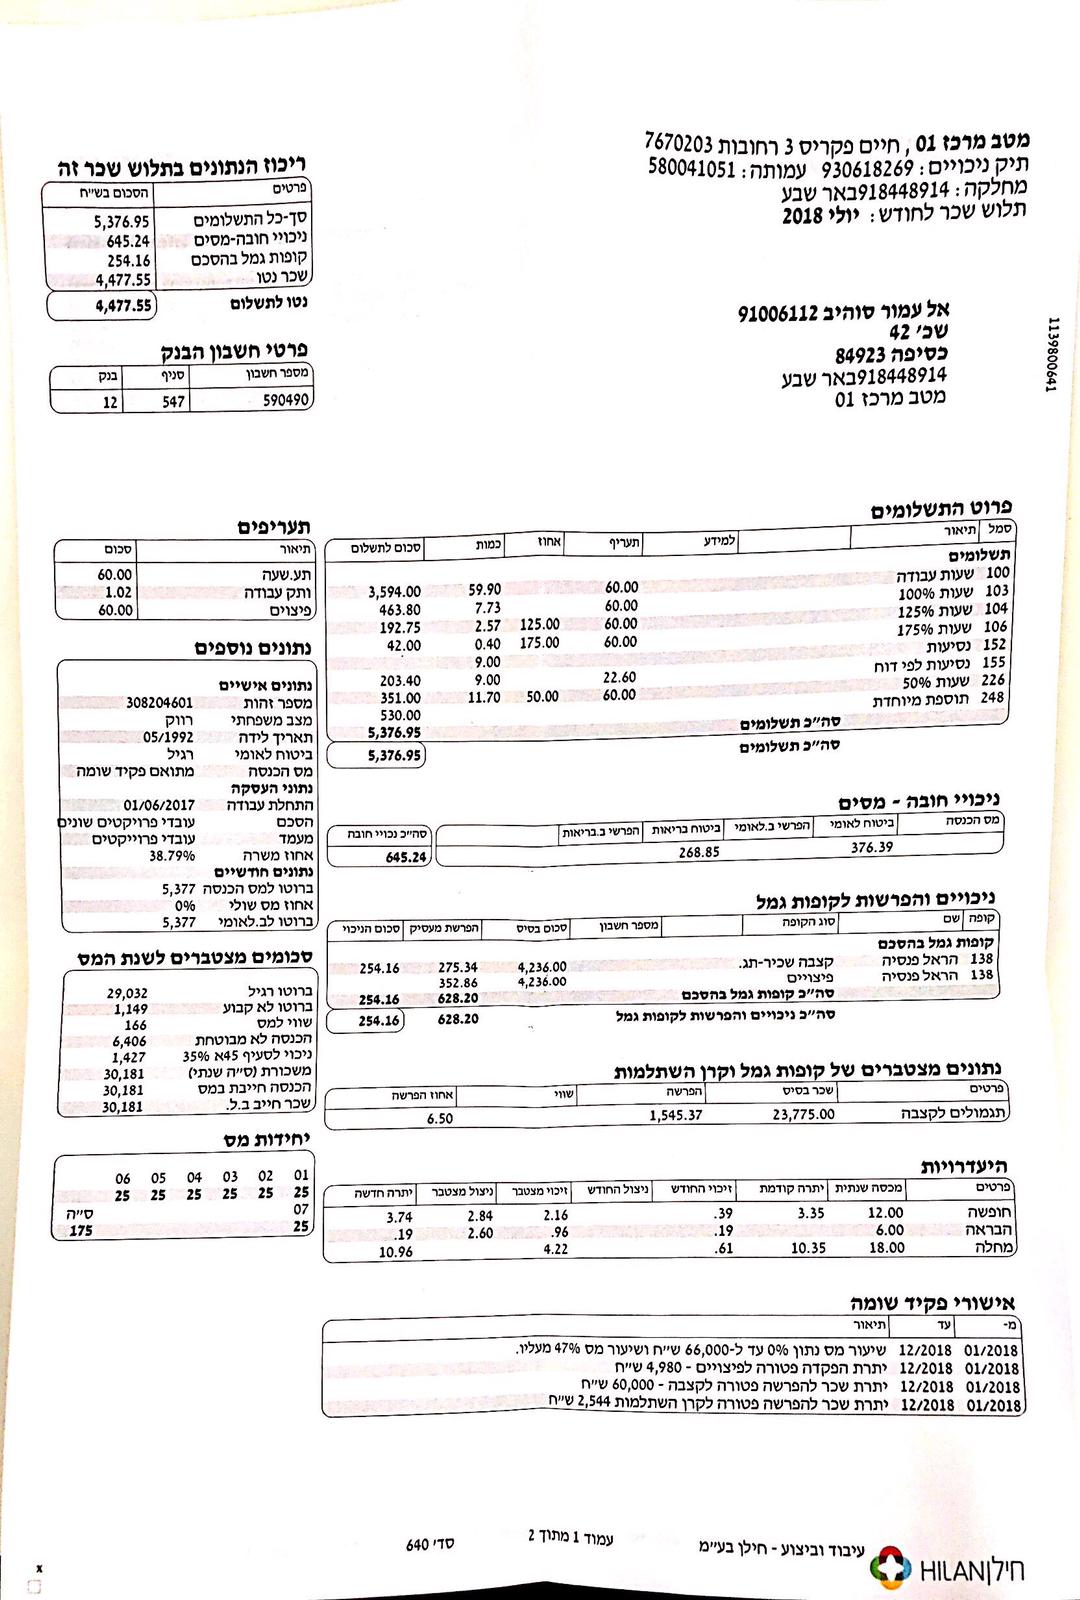 מטב מרכז 01 , חיים פקריס 3 רחובות 7670203
תיק ניכויים : 930618269 עמותה : 580041051
מחלקה : 918448914באר שבע
תלוש שכר לחודש : יולי 2018
ריכוז הנתונים בתלוש שכר זה
פרטים הסכום בש״ח
סך-כל התשלומים 5,376.95
ניכויי חובה-מסים 645.24
קופות גמל בהסכם 254.16
שכר נטו 4,477.55
נטו לתשלום 4,477.55
פרטי חשבון הבנק
מספר חשבון סניף בנק
590490 547 12
אל עמור סוהיב 91006112
שכ׳ 42
כסיפה 84923
918448914באר שבע
מטב מרכז 01
1139800641
פרוט התשלומים
סמל תיאור למידע תעריף אחוז כמות סכום לתשלום
תשלומים
100 שעות עבודה 60.00 59.90 3,594.00
103 שעות 100% 60.00 7.73 463.80
104 שעות 125% 60.00 125.00 2.57 192.75
106 שעות 175% 60.00 175.00 0.40 42.00
152 נסיעות 9.00
155 נסיעות לפי דוח 22.60 9.00 203.40
226 שעות 50% 60.00 50.00 11.70 351.00
248 תוספת מיוחדת 530.00
סה״כ תשלומים 5,376.95
סה״כ תשלומים 5,376.95
תעריפים
תיאור סכום
תע.שעה 60.00
ותק עבודה 1.02
פיצוים 60.00
נתונים נוספים
נתונים אישיים
מספר זהות 308204601
מצב משפחתי רווק
תאריך לידה 05/1992
ביטוח לאומי רגיל
מס הכנסה מתואם פקיד שומה
נתוני העסקה
התחלת עבודה 01/06/2017
הסכם עובדי פרויקטים שונים
מעמד עובדי פרוייקטים
אחוז משרה 38.79%
נתונים חודשיים
ברוטו למס הכנסה 5,377
אחוז מס שולי 0%
ברוטו לב.לאומי 5,377
ניכויי חובה - מסים
מס הכנסה ביטוח לאומי הפרשי ב.לאומי ביטוח בריאות הפרשי ב.בריאות סה״כ נכויי חובה
376.39 268.85 645.24
ניכויים והפרשות לקופות גמל
קופה שם סוג הקופה מספר חשבון סכום בסיס הפרשת מעסיק סכום הניכוי
קופות גמל בהסכם
138 הראל פנסיה קצבה שכיר-תג. 4,236.00 275.34 254.16
138 הראל פנסיה פיצויים 4,236.00 352.86
סה״כ קופות גמל בהסכם 628.20 254.16
סה״כ ניכויים והפרשות לקופות גמל 628.20 254.16
סכומים מצטברים לשנת המס
ברוטו רגיל 29,032
ברוטו לא קבוע 1,149
שווי למס 166
הכנסה לא מבוטחת 6,406
ניכוי לסעיף 45א 35% 1,427
משכורת (ס״ה שנתי) 30,181
הכנסה חייבת במס 30,181
שכר חייב ב.ל. 30,181
נתונים מצטברים של קופות גמל וקרן השתלמות
פרטים שכר בסיס הפרשה שווי אחוז הפרשה
תגמולים לקצבה 23,775.00 1,545.37 6.50
יחידות מס
01 02 03 04 05 06
25 25 25 25 25 25
07 ס״ה
25 175
היעדרויות
פרטים מכסה שנתית יתרה קודמת זיכוי החודש ניצול החודש זיכוי מצטבר ניצול מצטבר יתרה חדשה
חופשה 12.00 3.35 .39 2.16 2.84 3.74
הבראה 6.00 .19 .96 2.60 .19
מחלה 18.00 10.35 .61 4.22 10.96
אישורי פקיד שומה
מ- עד תיאור
01/2018 12/2018 שיעור מס נתון 0% עד ל-66,000 ש״ח ושיעור מס 47% מעליו.
01/2018 12/2018 יתרת הפקדה פטורה לפיצויים - 4,980 ש״ח
01/2018 12/2018 יתרת שכר להפרשה פטורה לקצבה - 60,000 ש״ח
01/2018 12/2018 יתרת שכר להפרשה פטורה לקרן השתלמות 2,544 ש״ח
חילן HILAN עיבוד וביצוע - חילן בע״מ עמוד 1 מתוך 2 סד׳ 640
x